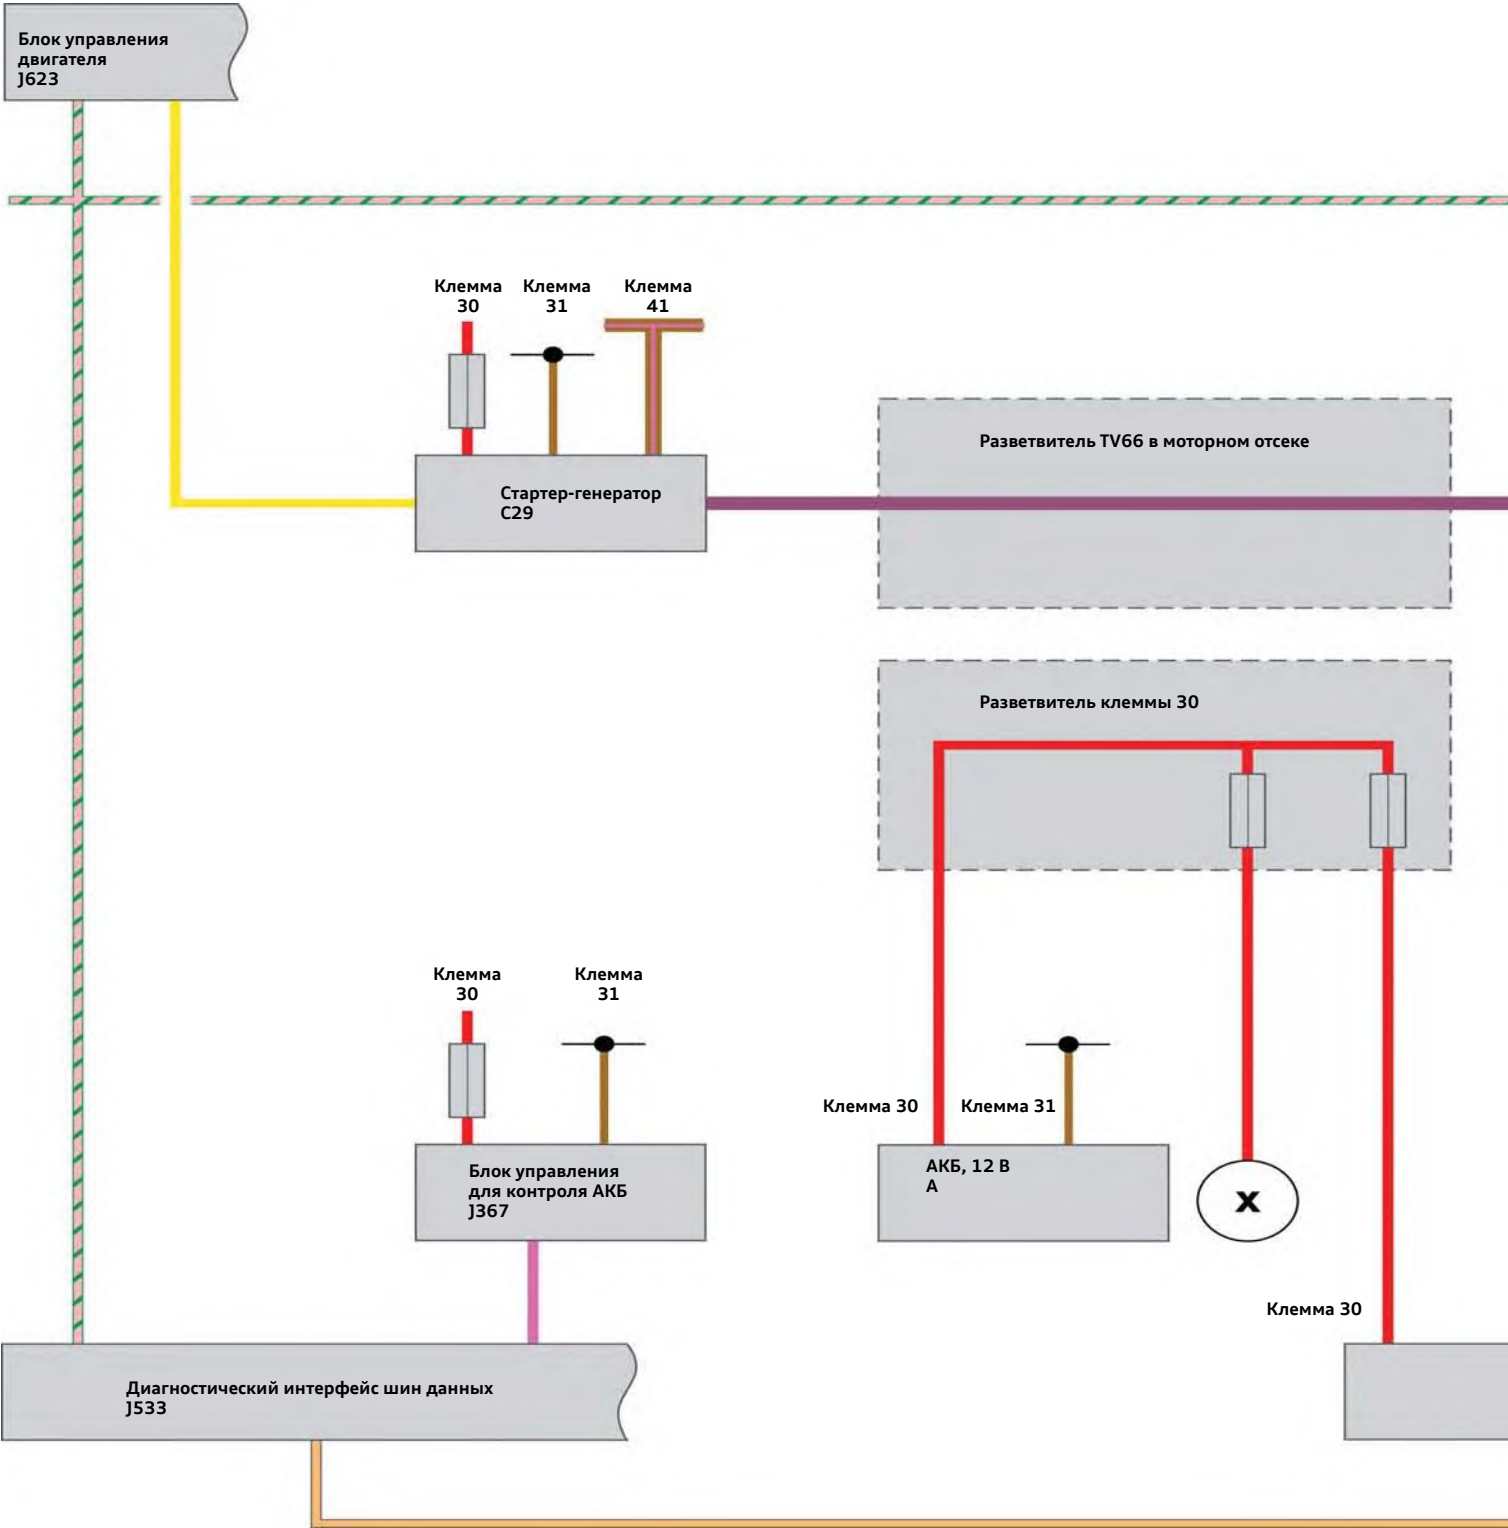 Блок управления
двигателя
J623
Клемма
30
Клемма
31
Клемма
41
Разветвитель TV66 в моторном отсеке
Стартер-генератор
C29
Разветвитель клеммы 30
Клемма
30
Клемма
31
Клемма 30
Клемма 31
Блок управления
для контроля АКБ
J367
АКБ, 12 В
A
X
Клемма 30
Диагностический интерфейс шин данных
J533